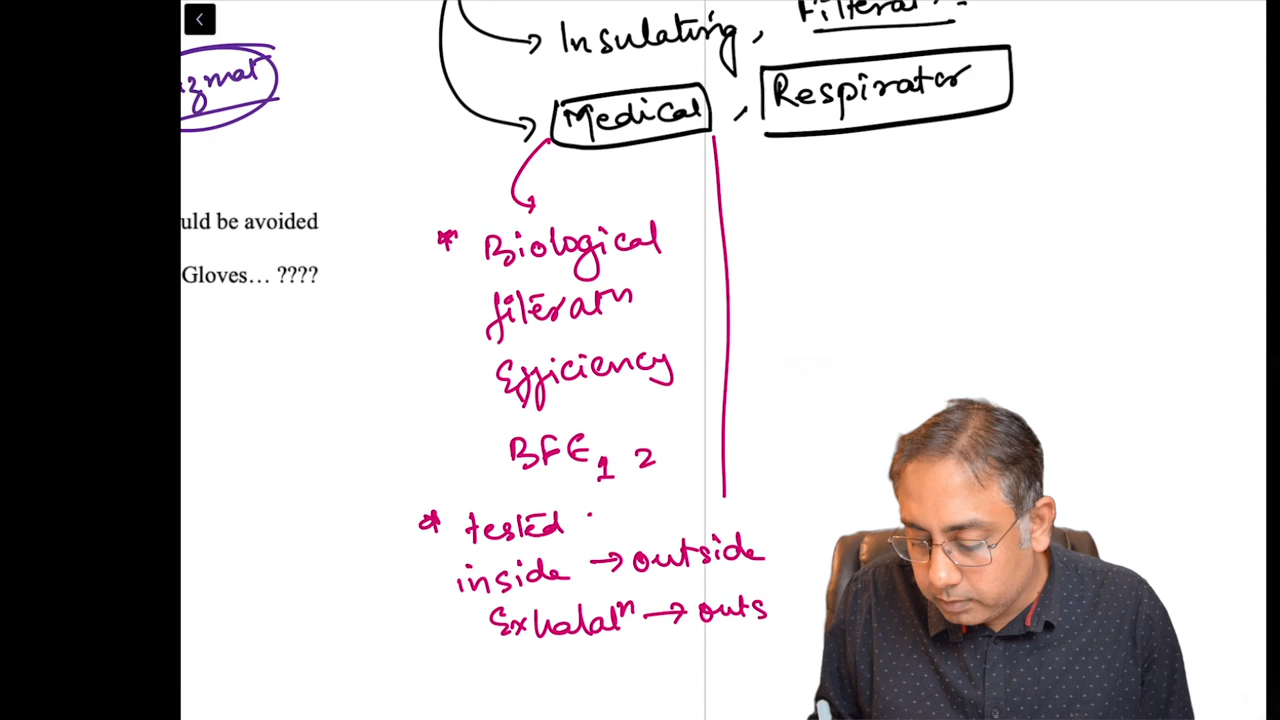 Insulating, Filterat
Medical, Respirator
zmat
uld be avoided
Gloves... ????
* Biological
filteratn
Efficiency
BFE 1 2
* tested
inside → outside
Exhalatn → outs